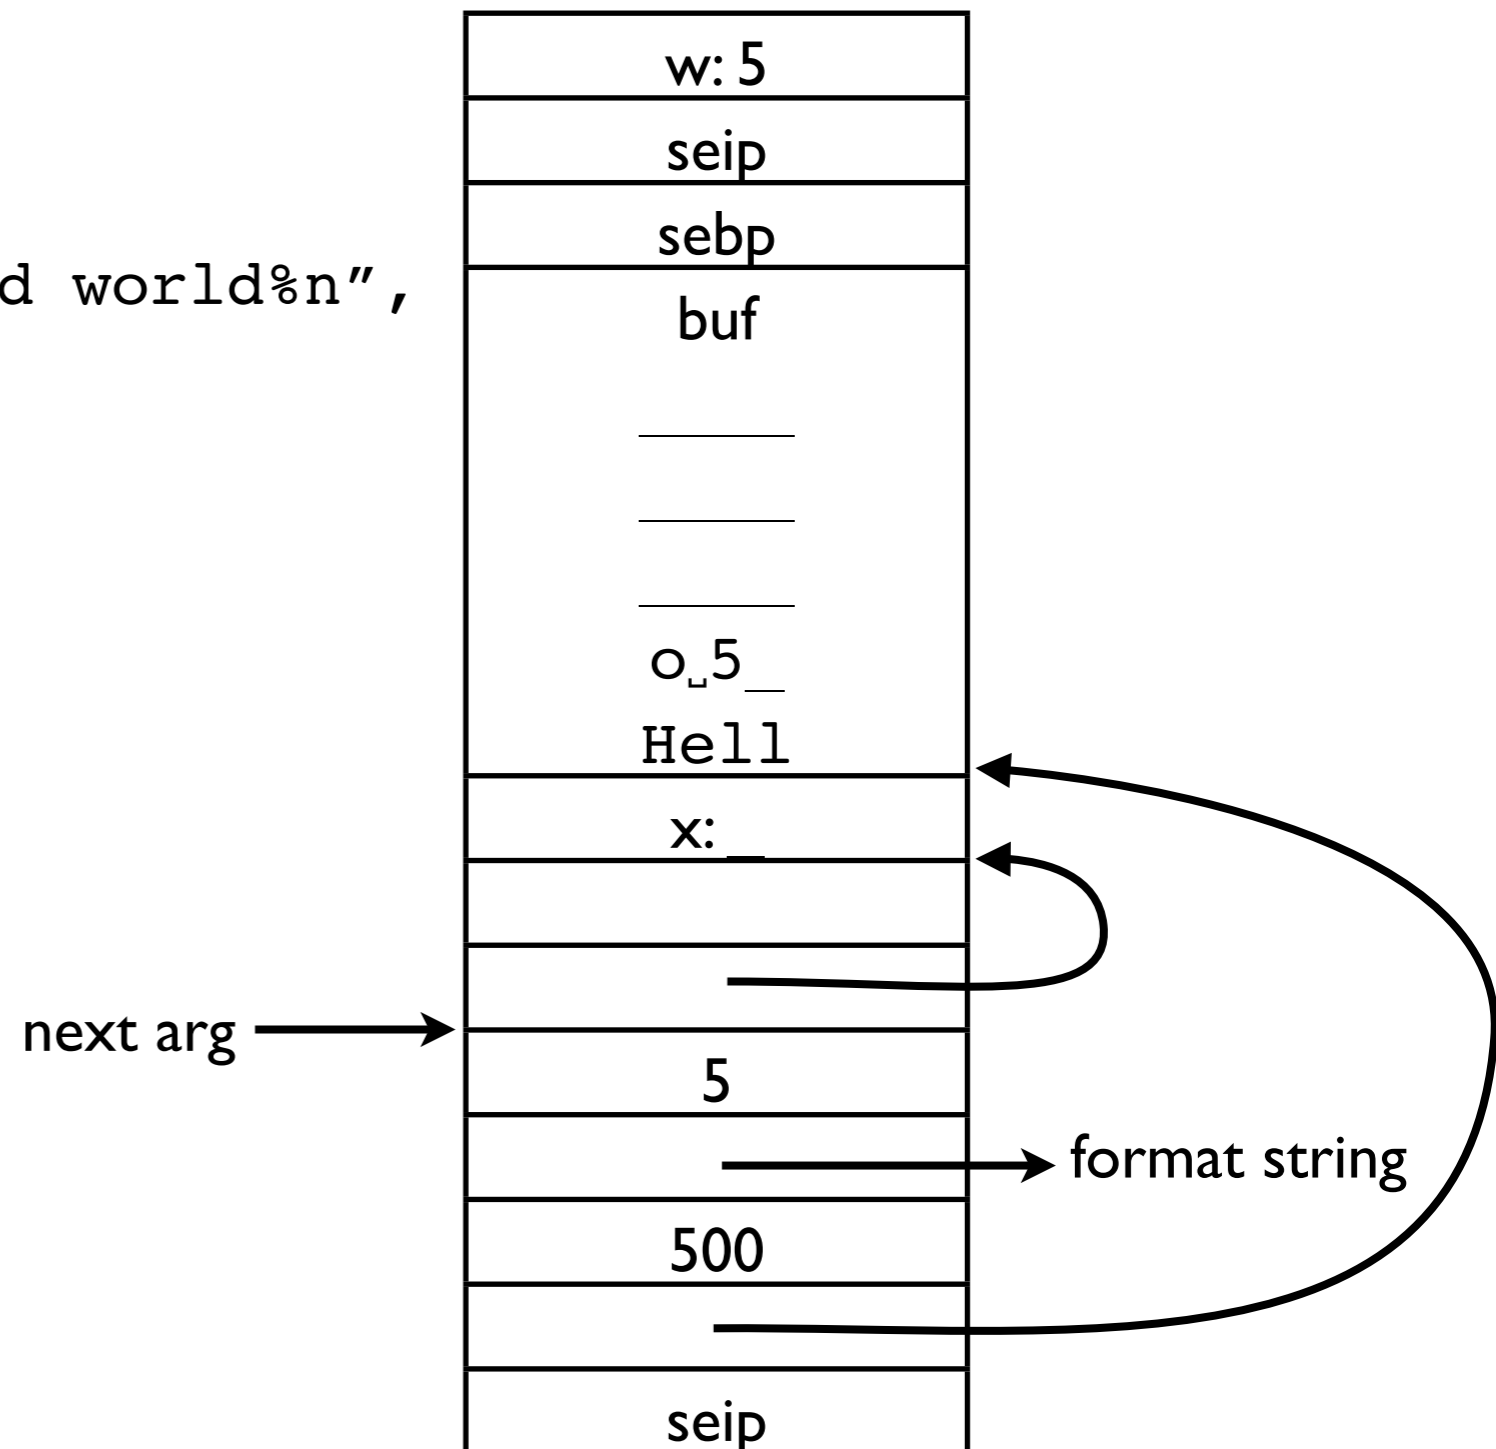 w: 5
seip
sebp
d world%n”,
buf
o␣5_
Hell
x: _
next arg
5
format string
500
seip